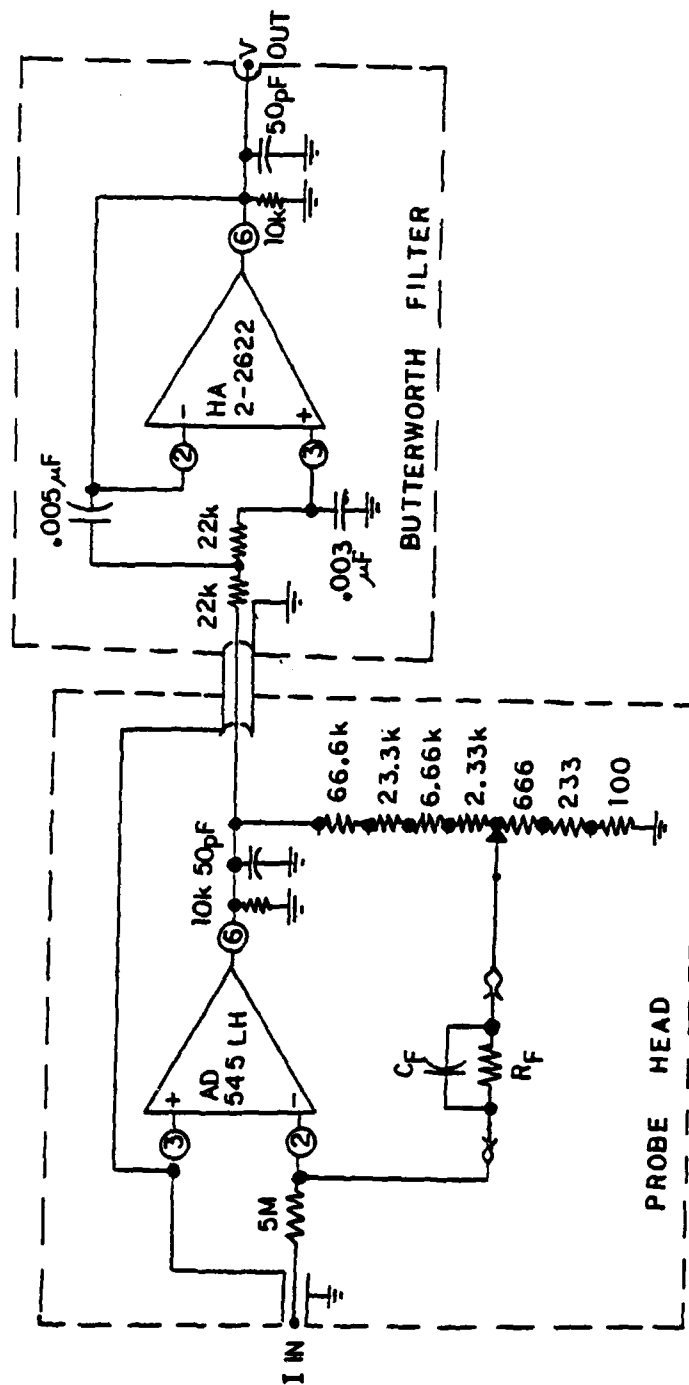 I IN
5M
3
+
AD
545 LH
-
2
6
10k
50pF
66.6k
23.3k
6.66k
2.33k
666
233
100
CF
RF
PROBE HEAD
22k
22k
.005μF
.003
μF
2
-
HA
2-2622
+
3
6
10k
50pF
V
OUT
BUTTERWORTH FILTER